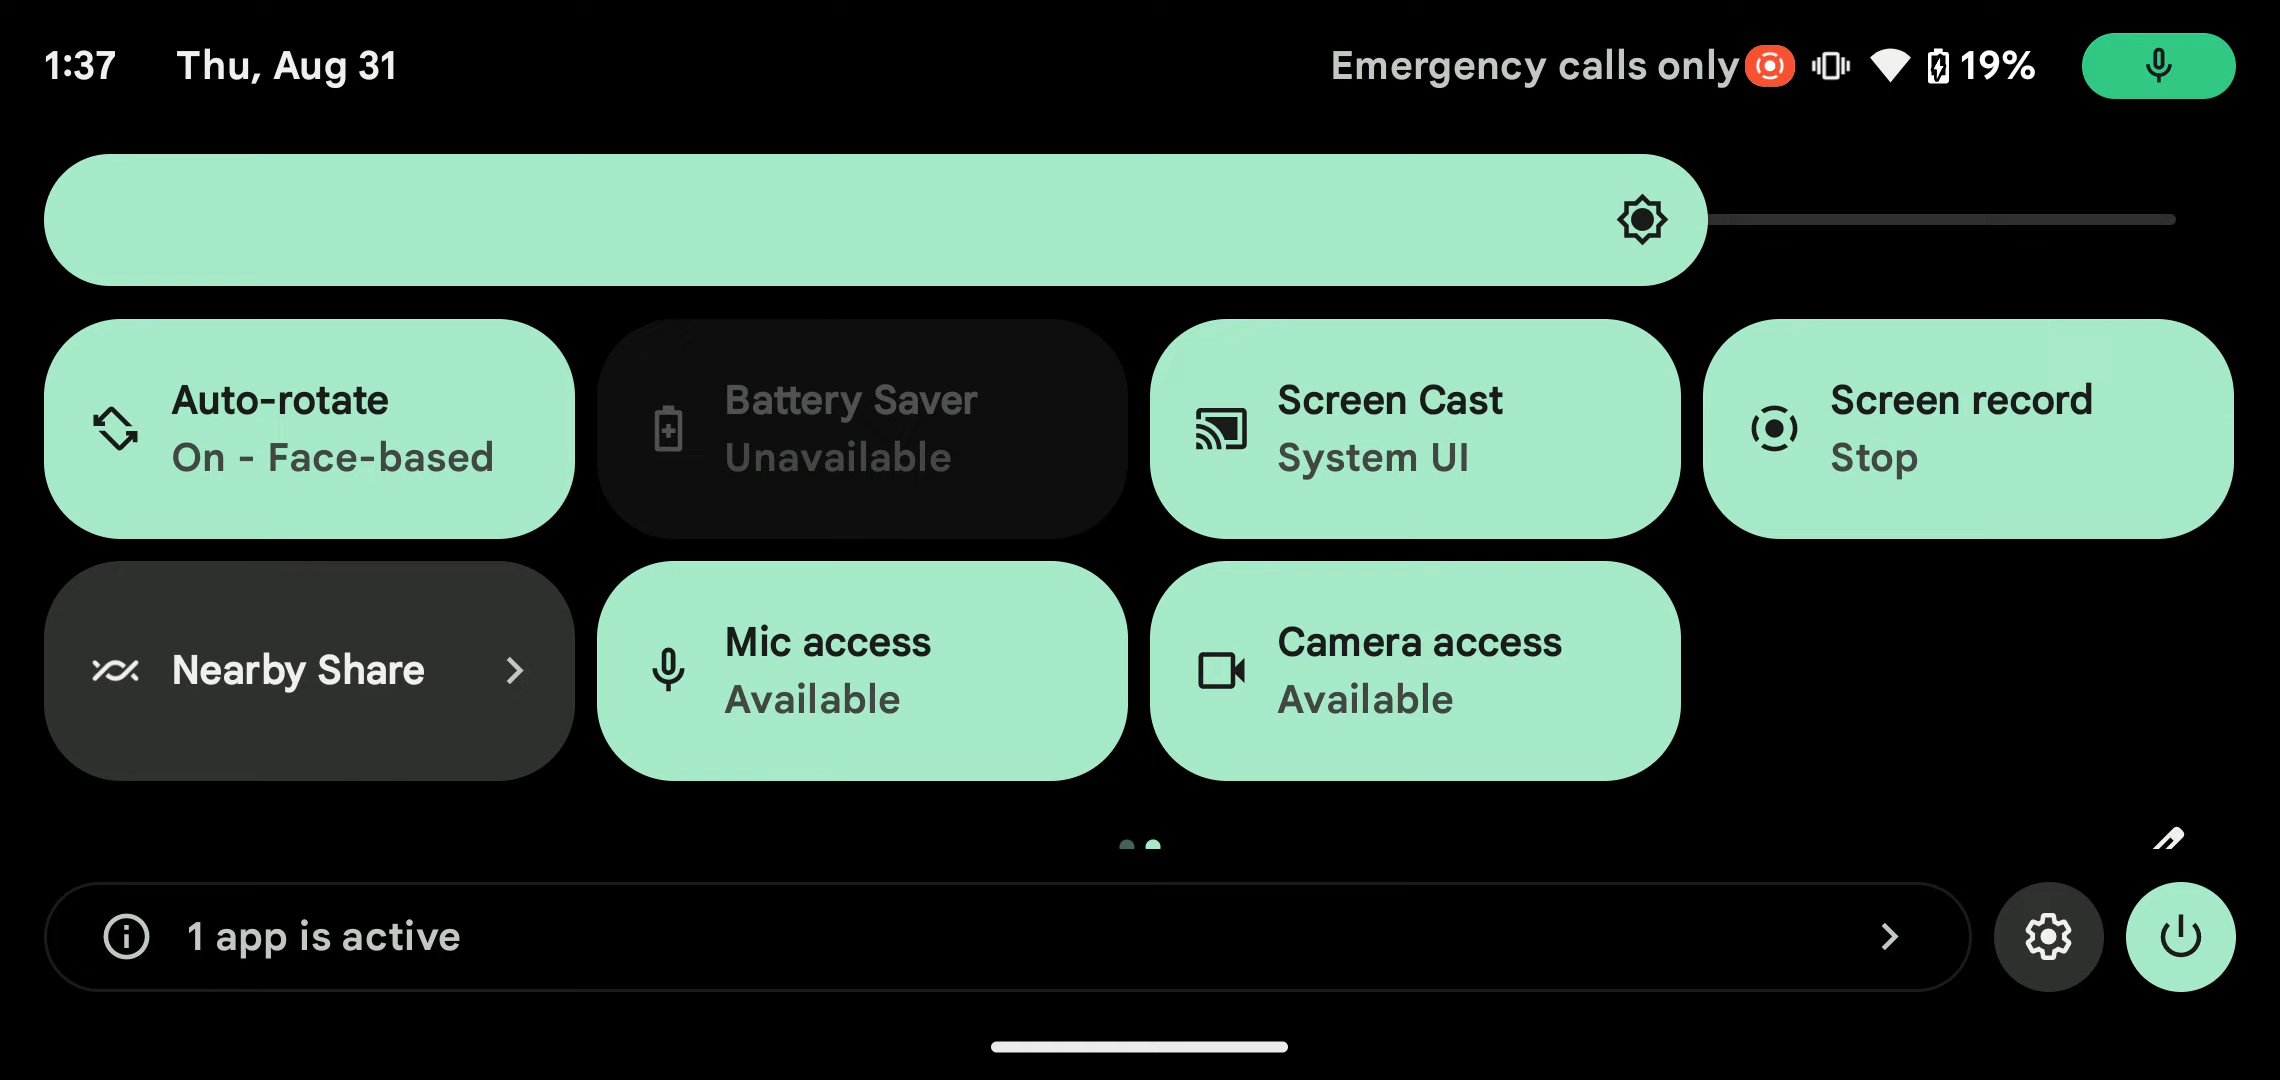 1:37 Thu, Aug 31 Emergency calls only 19%
Auto-rotate
On - Face-based
Battery Saver
Unavailable
Screen Cast
System UI
Screen record
Stop
Nearby Share
Mic access
Available
Camera access
Available
1 app is active